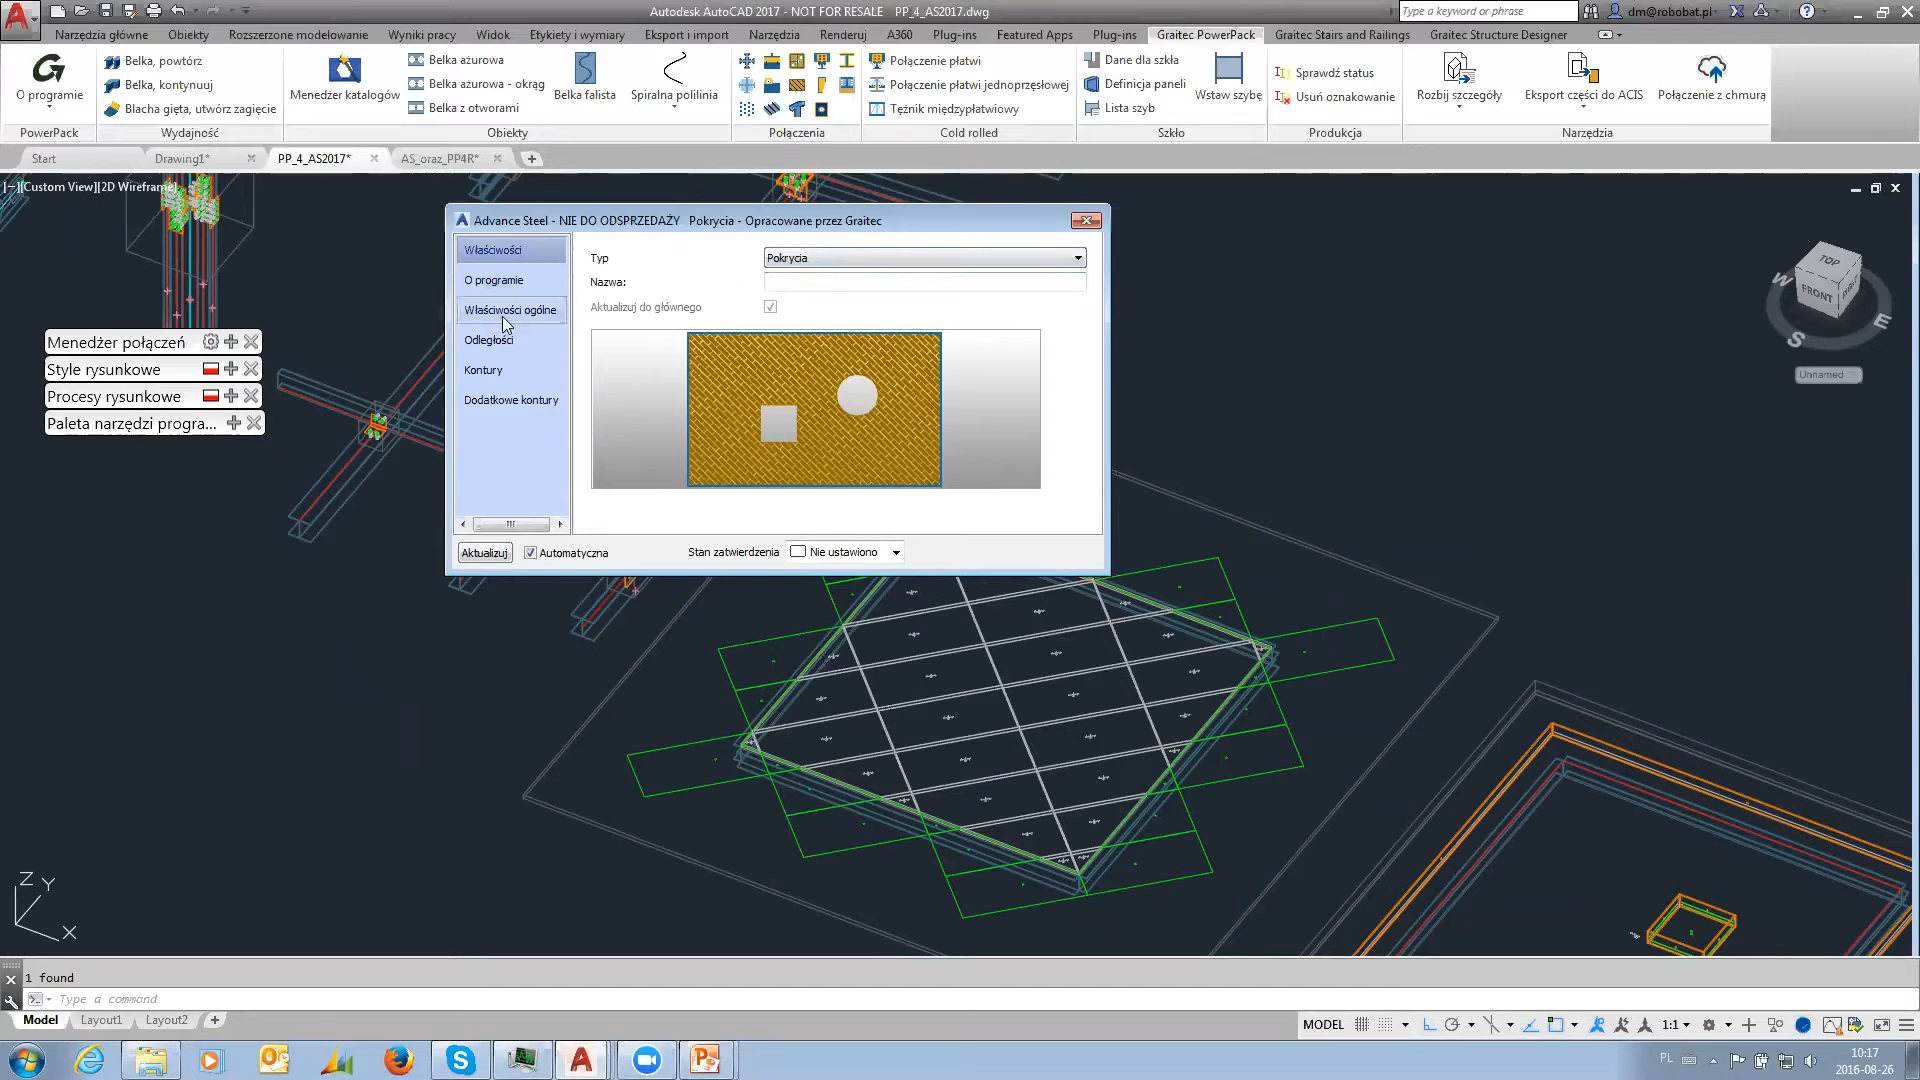 Autodesk AutoCAD 2017 - NOT FOR RESALE PP_4_AS2017.dwg
Type a keyword or phrase
dm@robobat.pl
Narzędzia główne
Obiekty
Rozszerzone modelowanie
Wyniki pracy
Widok
Etykiety i wymiary
Eksport i import
Narzędzia
Renderuj
A360
Plug-ins
Featured Apps
Plug-ins
Graitec PowerPack
Graitec Stairs and Railings
Graitec Structure Designer
O programie
PowerPack
Belka, powtórz
Belka, kontynuuj
Blacha gięta, utwórz zagięcie
Wydajność
Menedżer katalogów
Belka ażurowa
Belka ażurowa - okrąg
Belka z otworami
Belka falista
Spiralna polilinia
Obiekty
Połączenia
Połączenie płatwi
Połączenie płatwi jednoprzęsłowej
Tężnik międzypłatwiowy
Cold rolled
Dane dla szkła
Definicja paneli
Lista szyb
Wstaw szybę
Szkło
Sprawdź status
Usuń oznakowanie
Produkcja
Rozbij szczegóły
Eksport części do ACIS
Połączenie z chmurą
Narzędzia
Start
Drawing1*
PP_4_AS2017*
AS_oraz_PP4R*
[−][Custom View][2D Wireframe]
Advance Steel - NIE DO ODSPRZEDAŻY Pokrycia - Opracowane przez Graitec
Właściwości
O programie
Właściwości ogólne
Odległości
Kontury
Dodatkowe kontury
Typ
Pokrycia
Nazwa:
Aktualizuj do głównego
Aktualizuj
Automatyczna
Stan zatwierdzenia
Nie ustawiono
Menedżer połączeń
Style rysunkowe
Procesy rysunkowe
Paleta narzędzi progra...
TOP
FRONT
W
S
E
Unnamed
Z
Y
X
1 found
Type a command
Model
Layout1
Layout2
MODEL
1:1
PL
10:17
2016-08-26